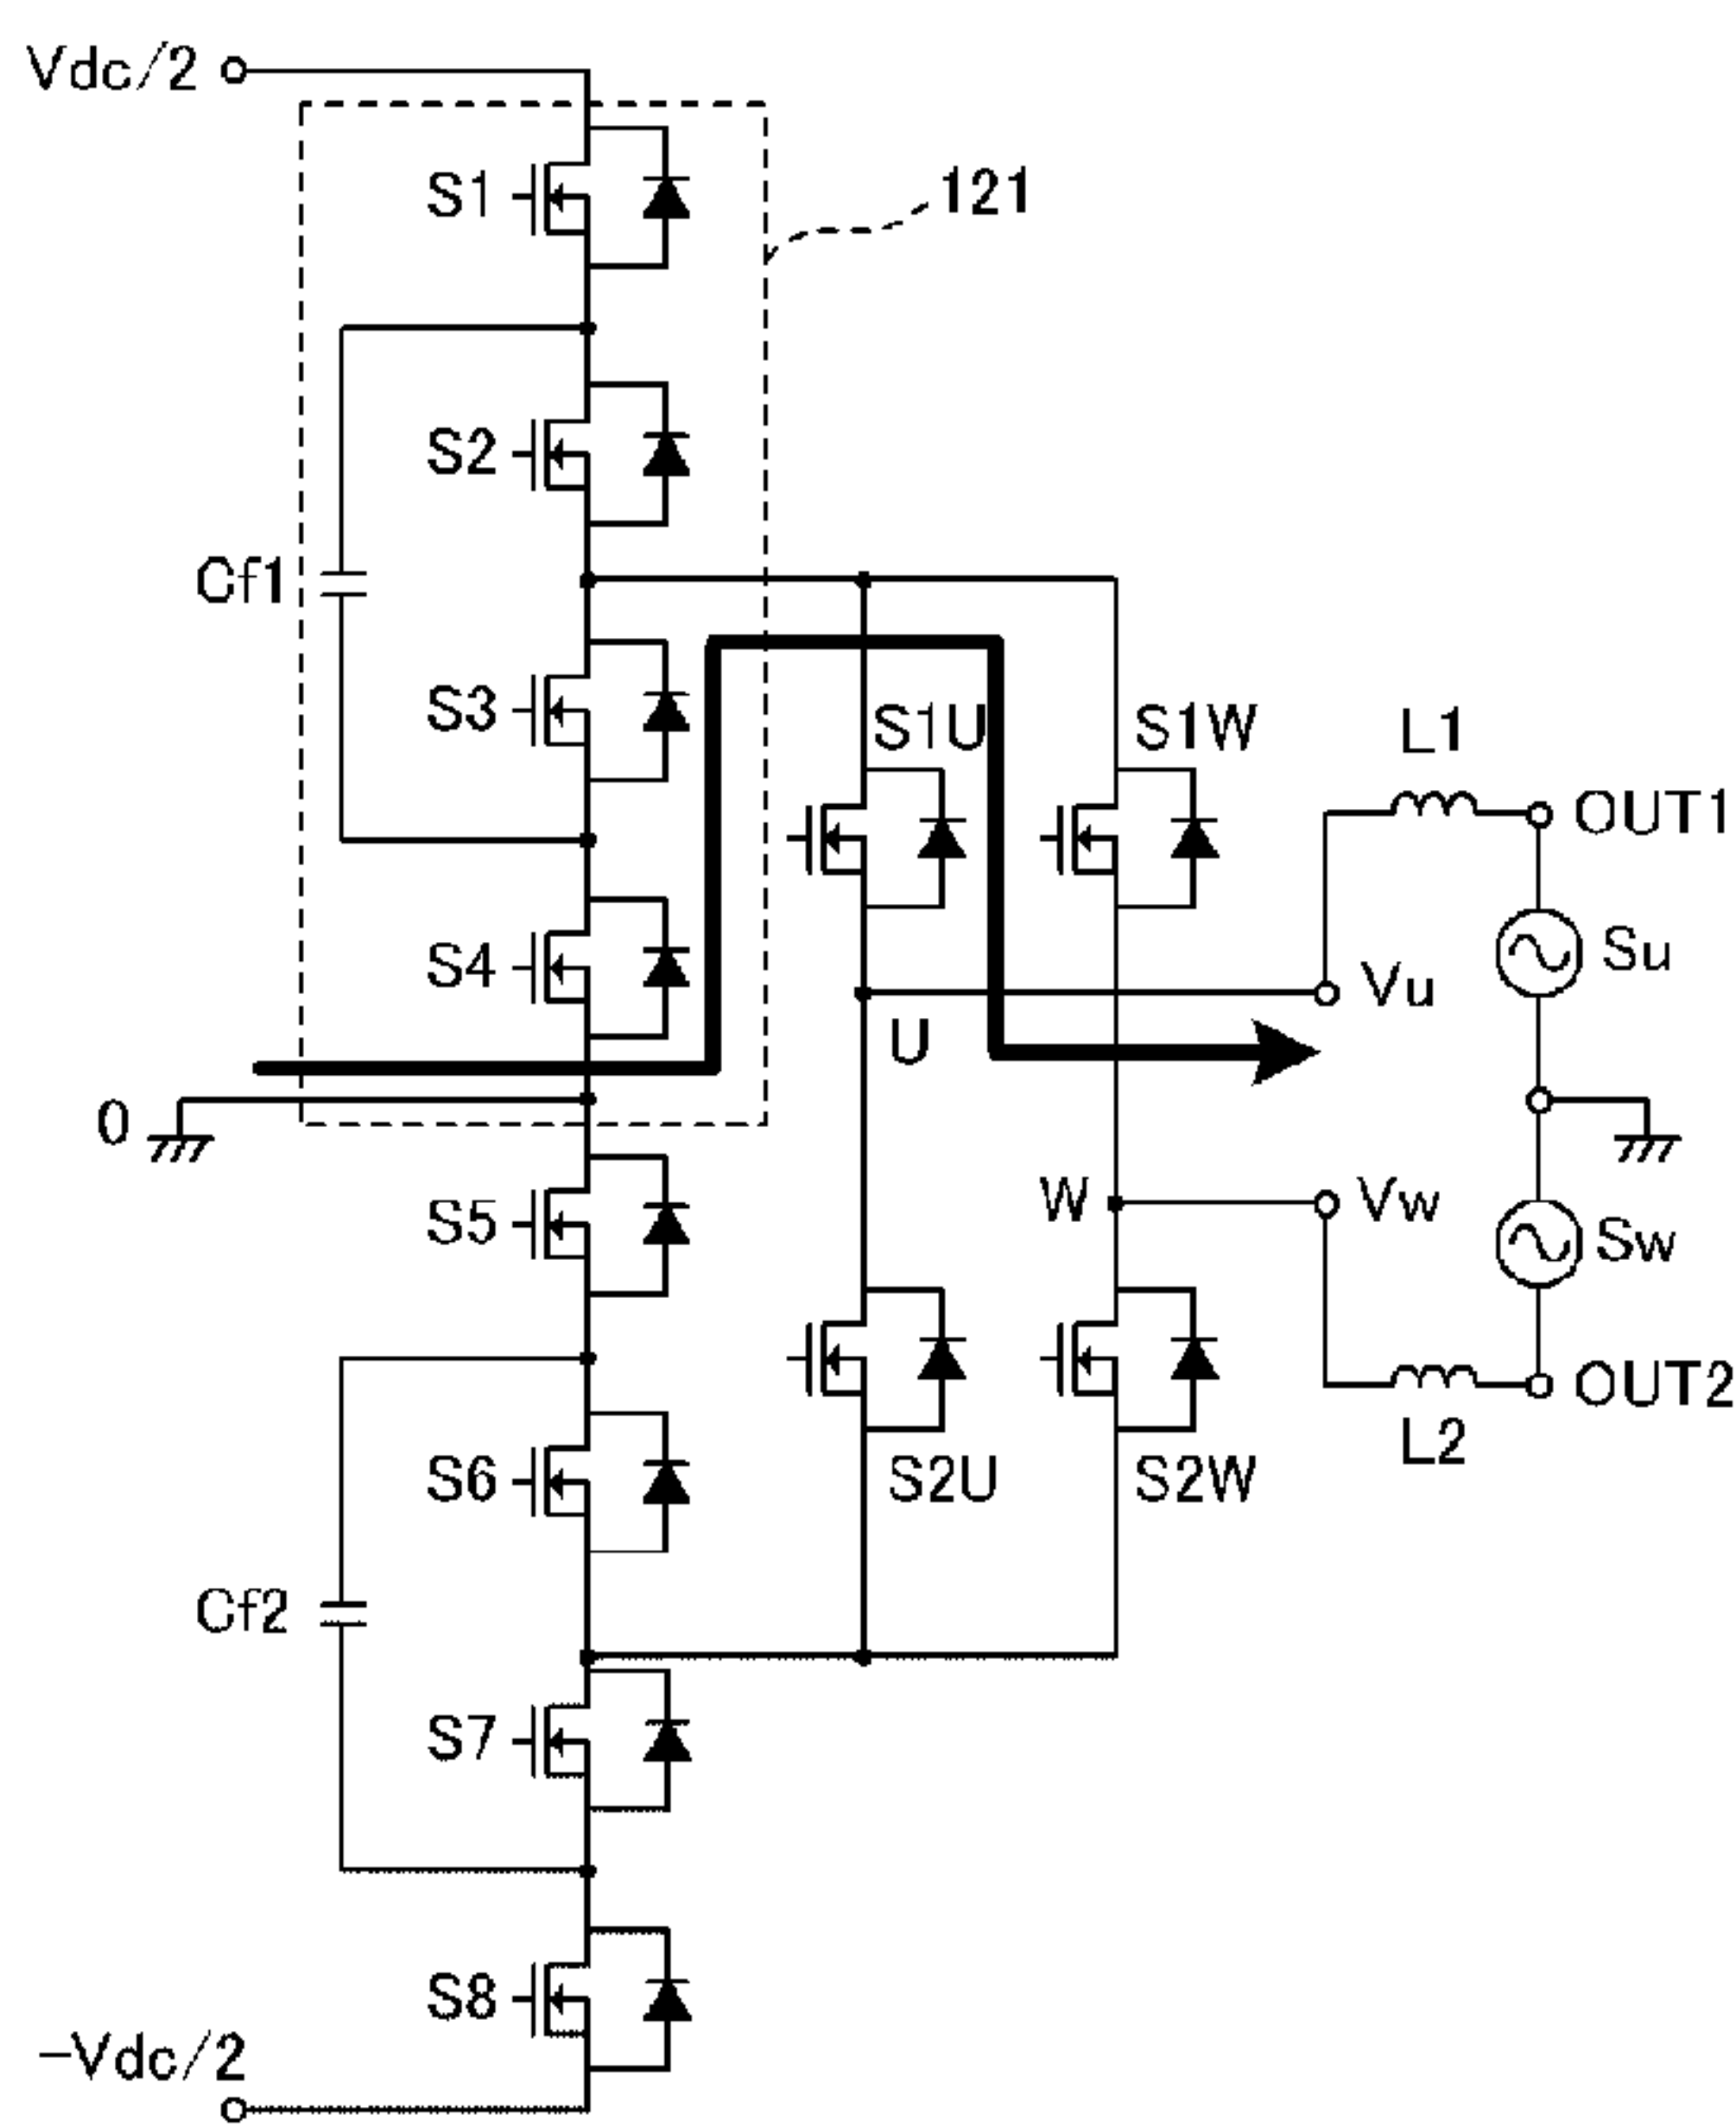 Vdc/2
S1
121
S2
Cf1
S3
S1U
S1W
L1
OUT1
S4
Su
Vu
U
0
W
Vw
S5
Sw
OUT2
L2
S6
S2U
S2W
Cf2
S7
S8
-Vdc/2